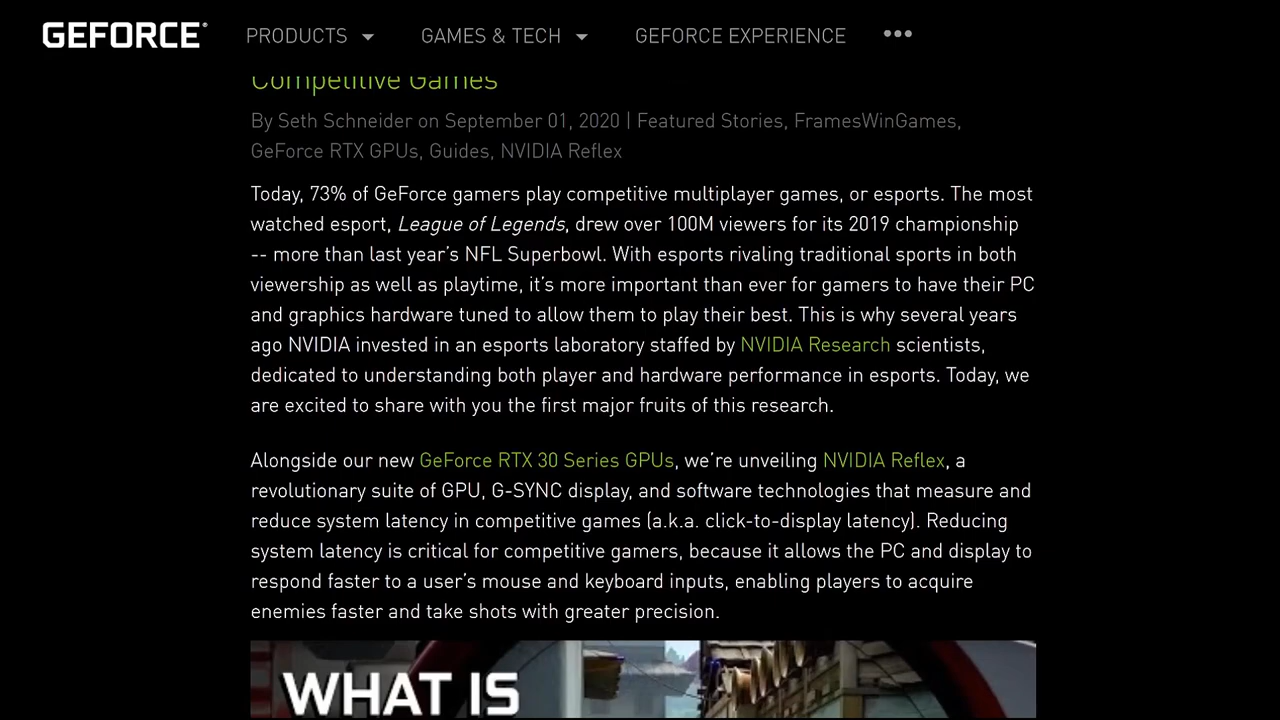 GEFORCE®
PRODUCTS
GAMES & TECH
GEFORCE EXPERIENCE
•••
Competitive Games
By Seth Schneider on September 01, 2020 | Featured Stories, FramesWinGames,
GeForce RTX GPUs, Guides, NVIDIA Reflex
Today, 73% of GeForce gamers play competitive multiplayer games, or esports. The most
watched esport, League of Legends, drew over 100M viewers for its 2019 championship
-- more than last year's NFL Superbowl. With esports rivaling traditional sports in both
viewership as well as playtime, it's more important than ever for gamers to have their PC
and graphics hardware tuned to allow them to play their best. This is why several years
ago NVIDIA invested in an esports laboratory staffed by NVIDIA Research scientists,
dedicated to understanding both player and hardware performance in esports. Today, we
are excited to share with you the first major fruits of this research.
Alongside our new GeForce RTX 30 Series GPUs, we're unveiling NVIDIA Reflex, a
revolutionary suite of GPU, G-SYNC display, and software technologies that measure and
reduce system latency in competitive games (a.k.a. click-to-display latency). Reducing
system latency is critical for competitive gamers, because it allows the PC and display to
respond faster to a user's mouse and keyboard inputs, enabling players to acquire
enemies faster and take shots with greater precision.
WHAT IS